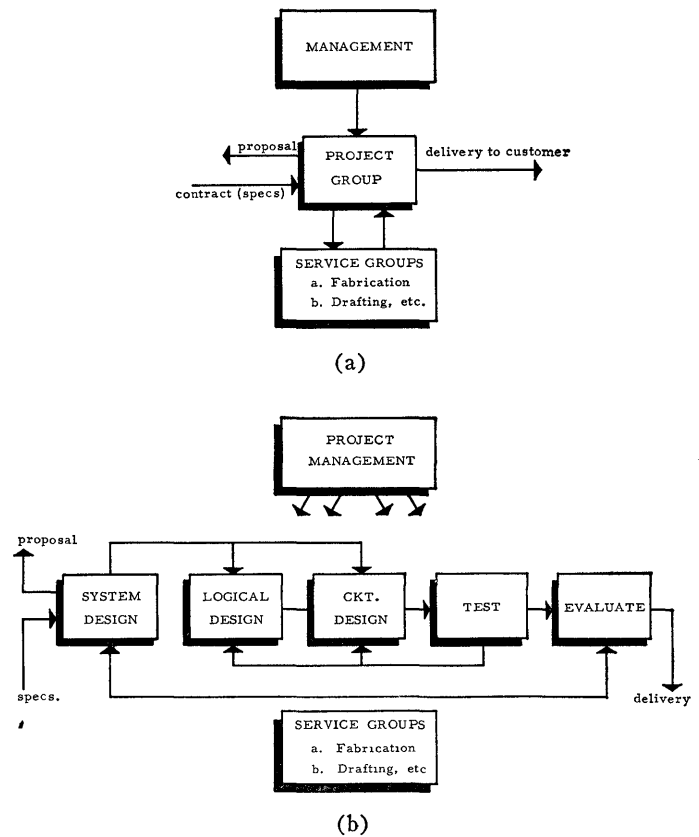 MANAGEMENT
proposal
PROJECT
GROUP
delivery to customer
contract (specs)
SERVICE GROUPS
a. Fabrication
b. Drafting, etc.
(a)
PROJECT
MANAGEMENT
proposal
SYSTEM
DESIGN
LOGICAL
DESIGN
CKT.
DESIGN
TEST
EVALUATE
specs.
delivery
SERVICE GROUPS
a. Fabrication
b. Drafting, etc
(b)